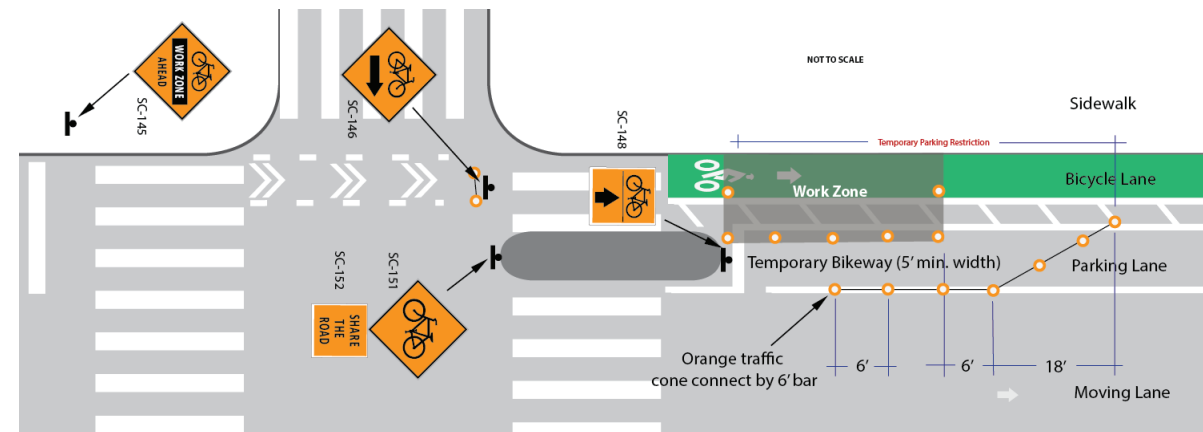 NOT TO SCALE
WORK ZONE
AHEAD
SC-145
SC-146
SC-148
Sidewalk
Temporary Parking Restriction
Bicycle Lane
Work Zone
SC-152
SC-151
SHARE
THE
ROAD
Temporary Bikeway (5' min. width)
Parking Lane
Orange traffic
cone connect by 6' bar
6'
6'
18'
Moving Lane